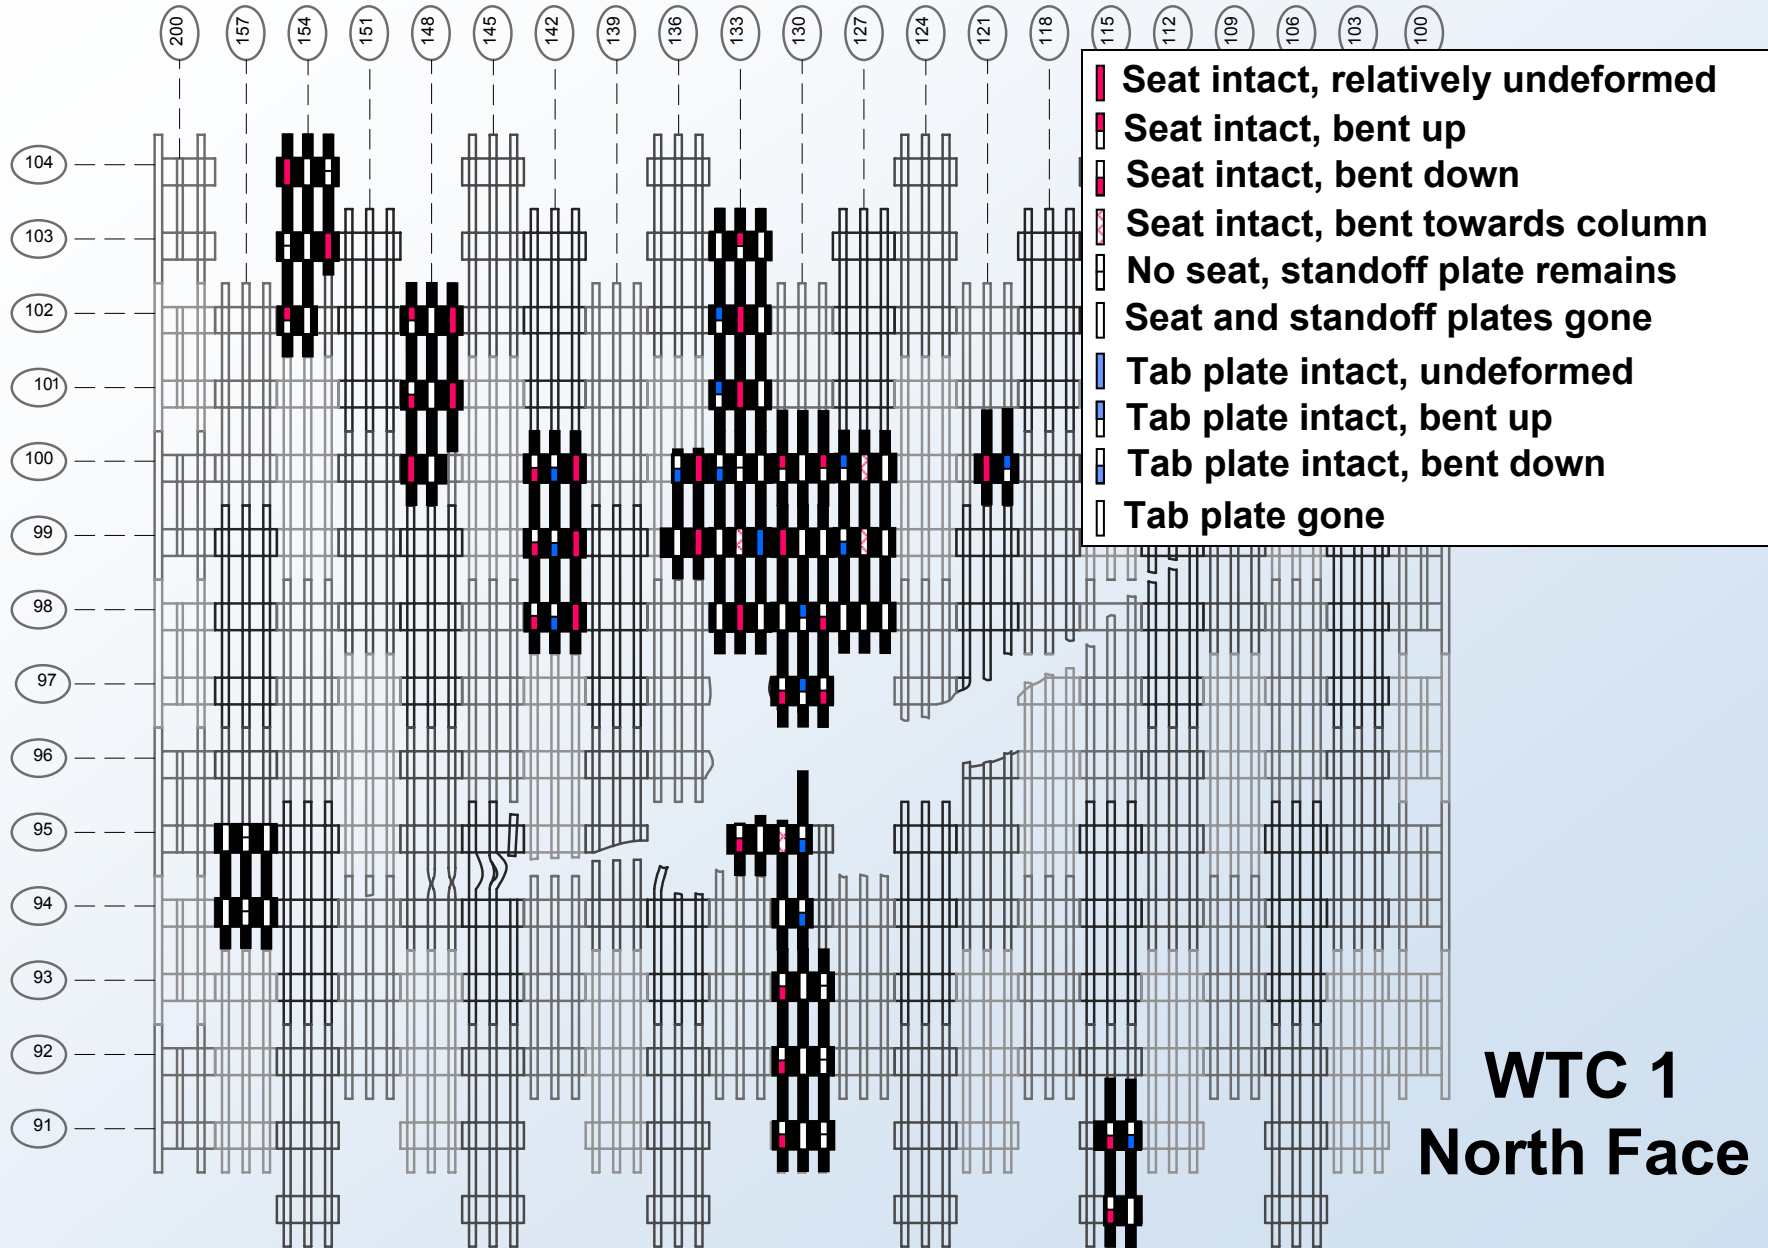 200 157 154 151 148 145 142 139 136 133 130 127 124 121 118 115 112 109 106 103 100
Seat intact, relatively undeformed
Seat intact, bent up
Seat intact, bent down
Seat intact, bent towards column
No seat, standoff plate remains
Seat and standoff plates gone
Tab plate intact, undeformed
Tab plate intact, bent up
Tab plate intact, bent down
Tab plate gone
104
103
102
101
100
99
98
97
96
95
94
93
92
91
WTC 1
North Face